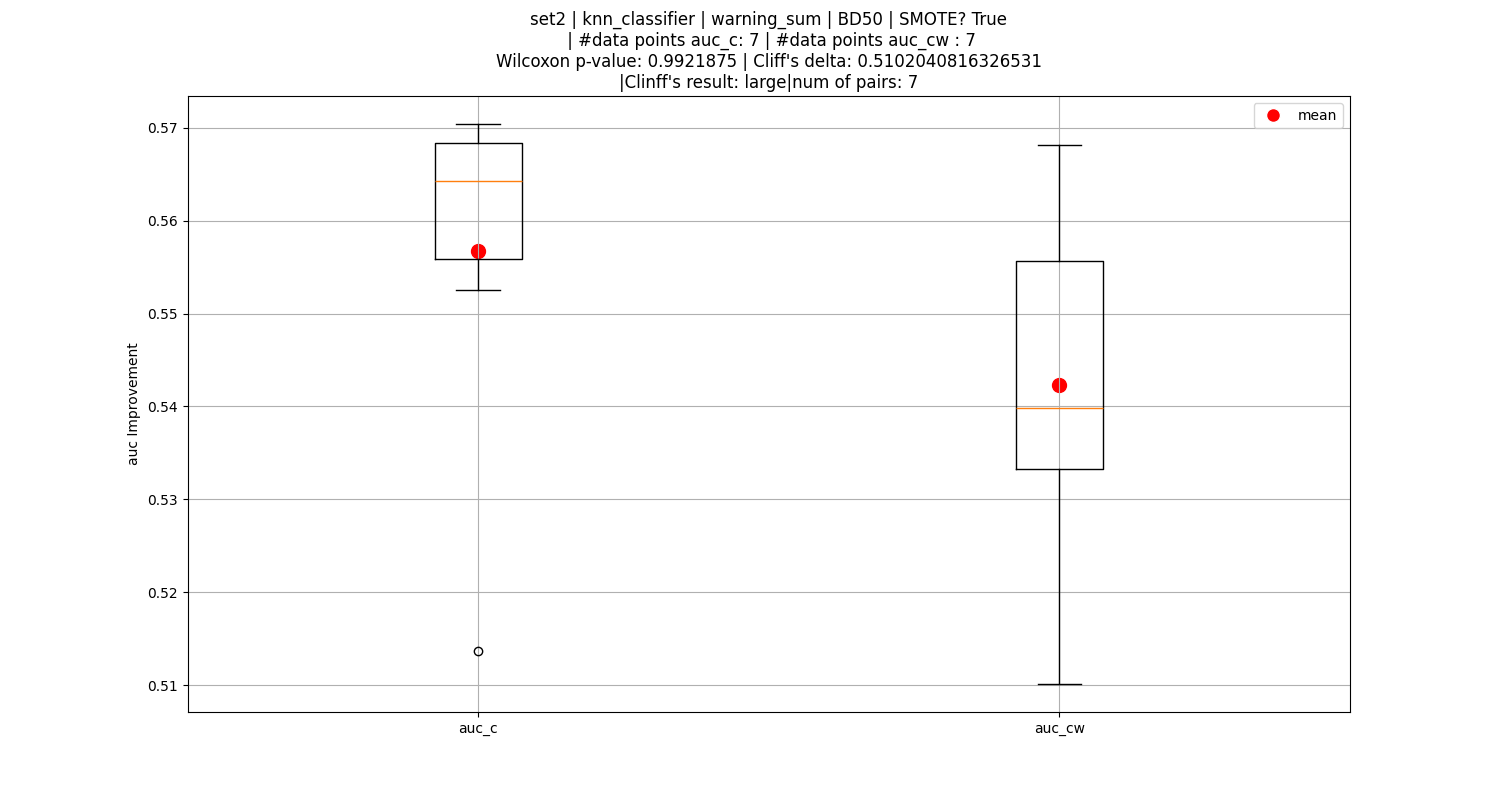 set2 | knn_classifier | warning_sum | BD50 | SMOTE? True
| #data points auc_c: 7 | #data points auc_cw : 7
Wilcoxon p-value: 0.9921875 | Cliff's delta: 0.5102040816326531
|Clinff's result: large|num of pairs: 7
mean
0.57
0.56
0.55
0.54
0.53
0.52
0.51
auc Improvement
auc_c
auc_cw